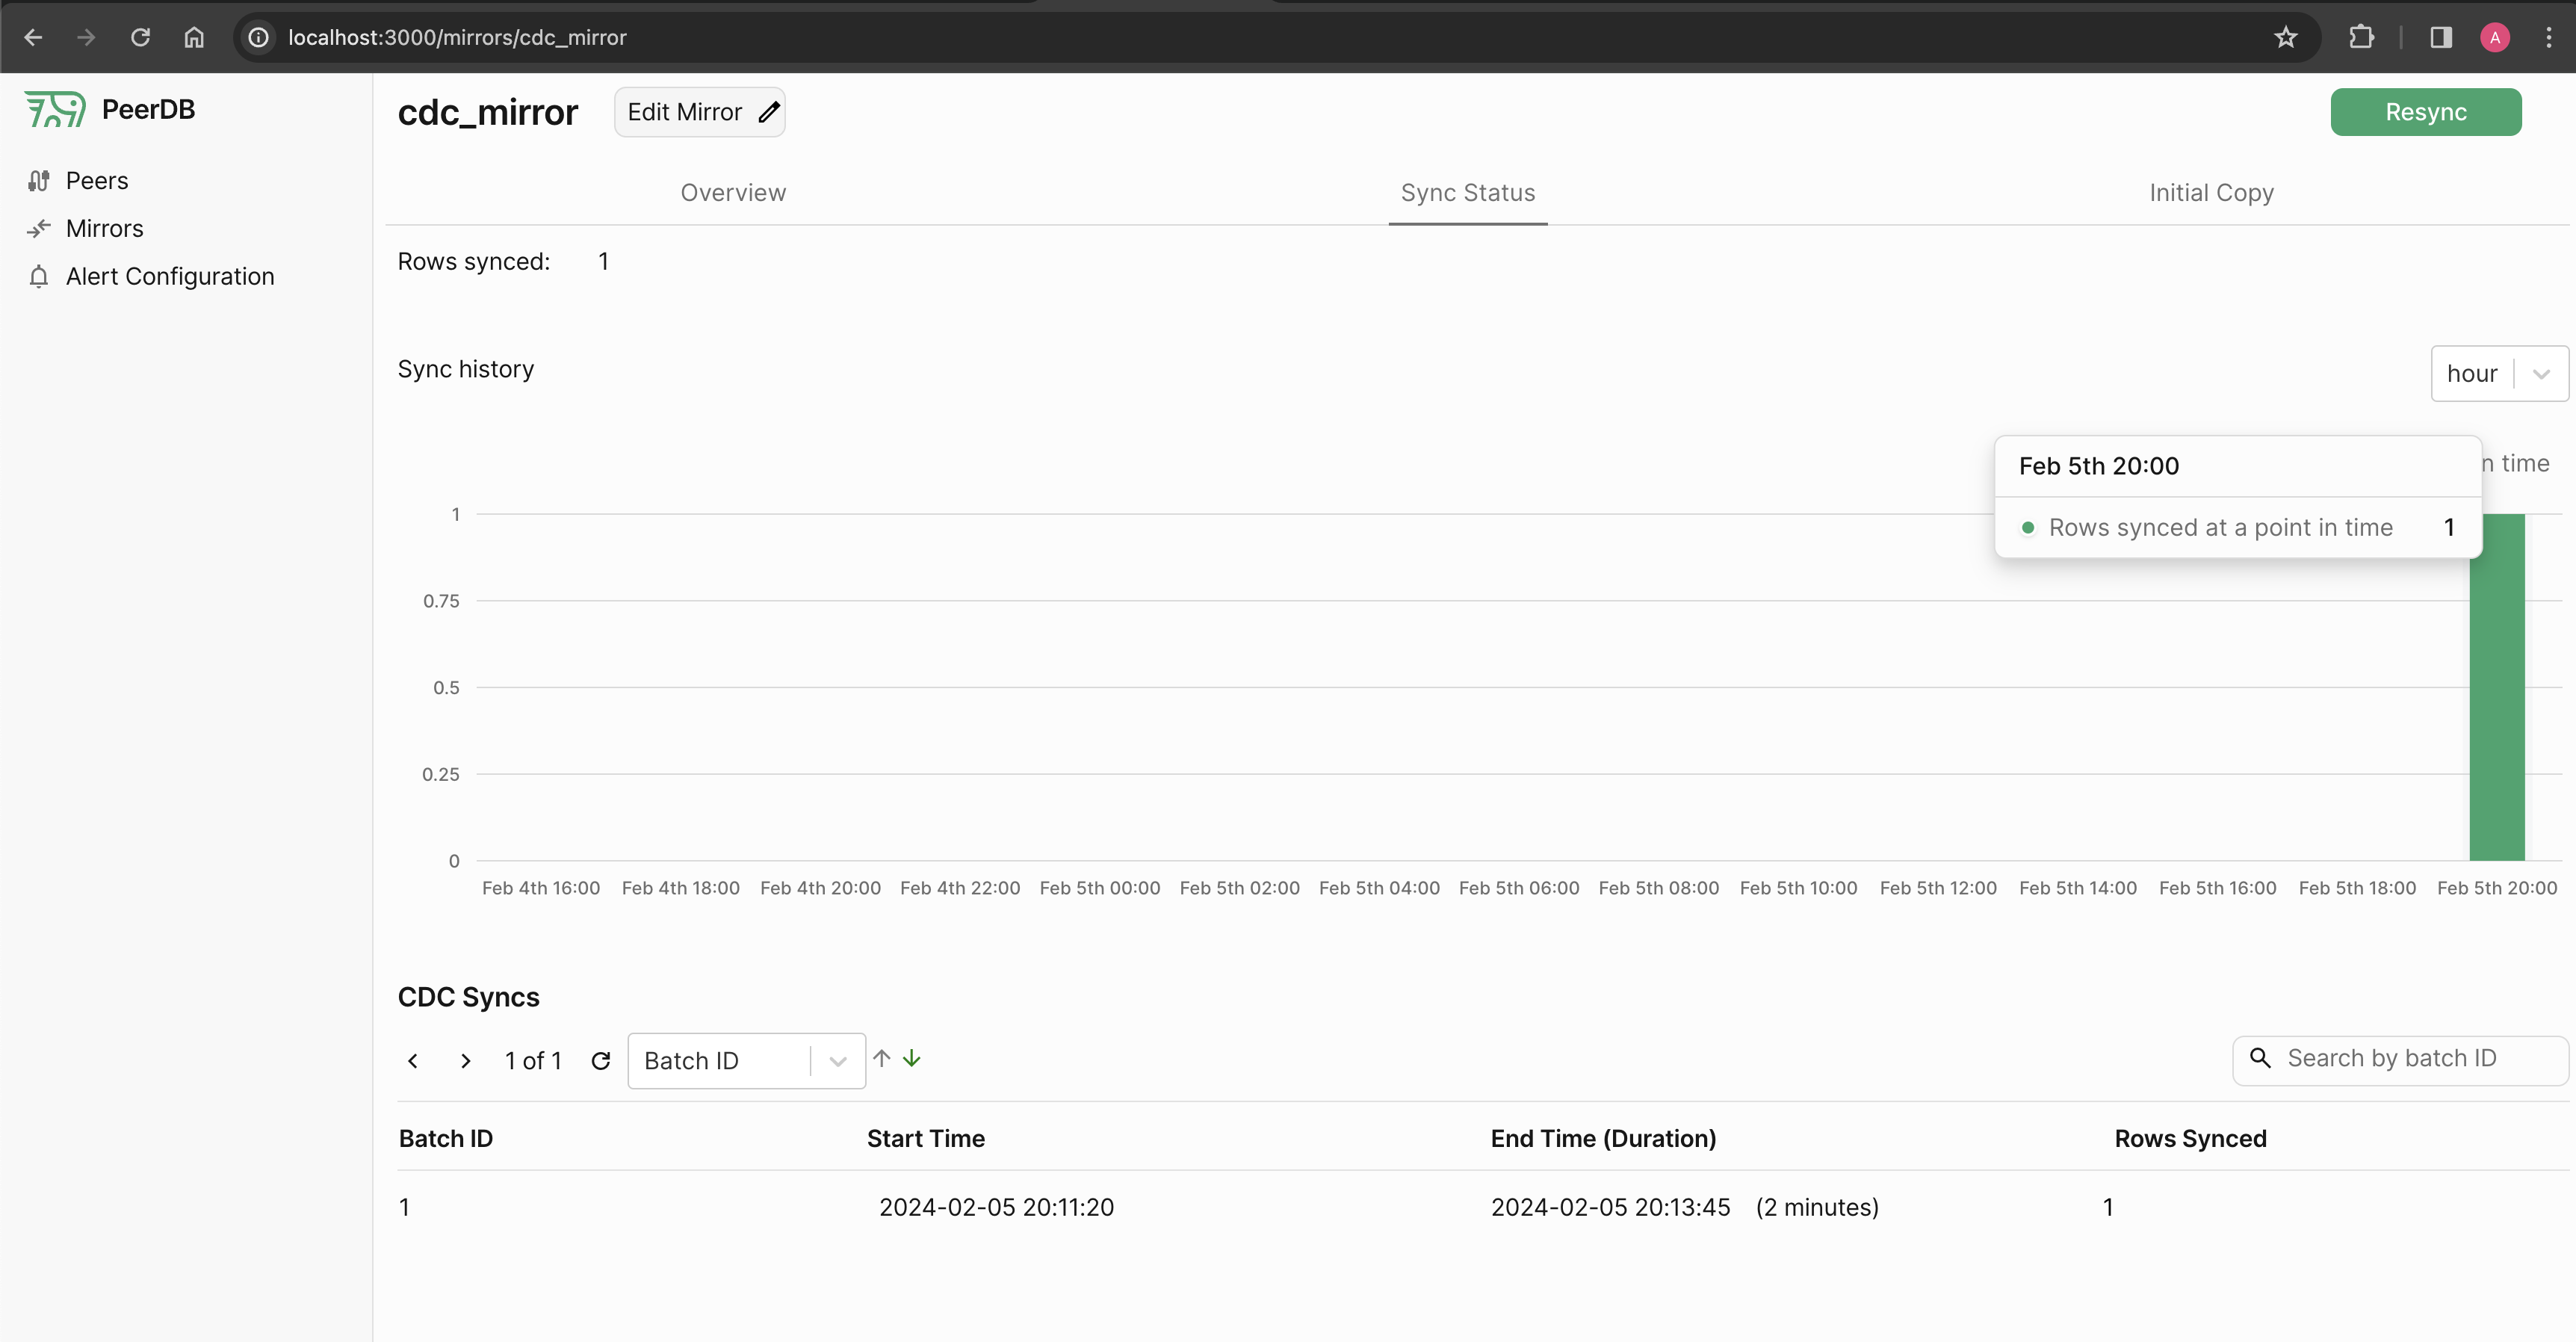 localhost:3000/mirrors/cdc_mirror
A
PeerDB
Peers
Mirrors
Alert Configuration
cdc_mirror
Edit Mirror
Resync
Overview
Sync Status
Initial Copy
Rows synced: 1
Sync history
hour
n time
Feb 5th 20:00
Rows synced at a point in time 1
1
0.75
0.5
0.25
0
Feb 4th 16:00 Feb 4th 18:00 Feb 4th 20:00 Feb 4th 22:00 Feb 5th 00:00 Feb 5th 02:00 Feb 5th 04:00 Feb 5th 06:00 Feb 5th 08:00 Feb 5th 10:00 Feb 5th 12:00 Feb 5th 14:00 Feb 5th 16:00 Feb 5th 18:00 Feb 5th 20:00
CDC Syncs
1 of 1
Batch ID
Search by batch ID
Batch ID Start Time End Time (Duration) Rows Synced
1 2024-02-05 20:11:20 2024-02-05 20:13:45 (2 minutes) 1